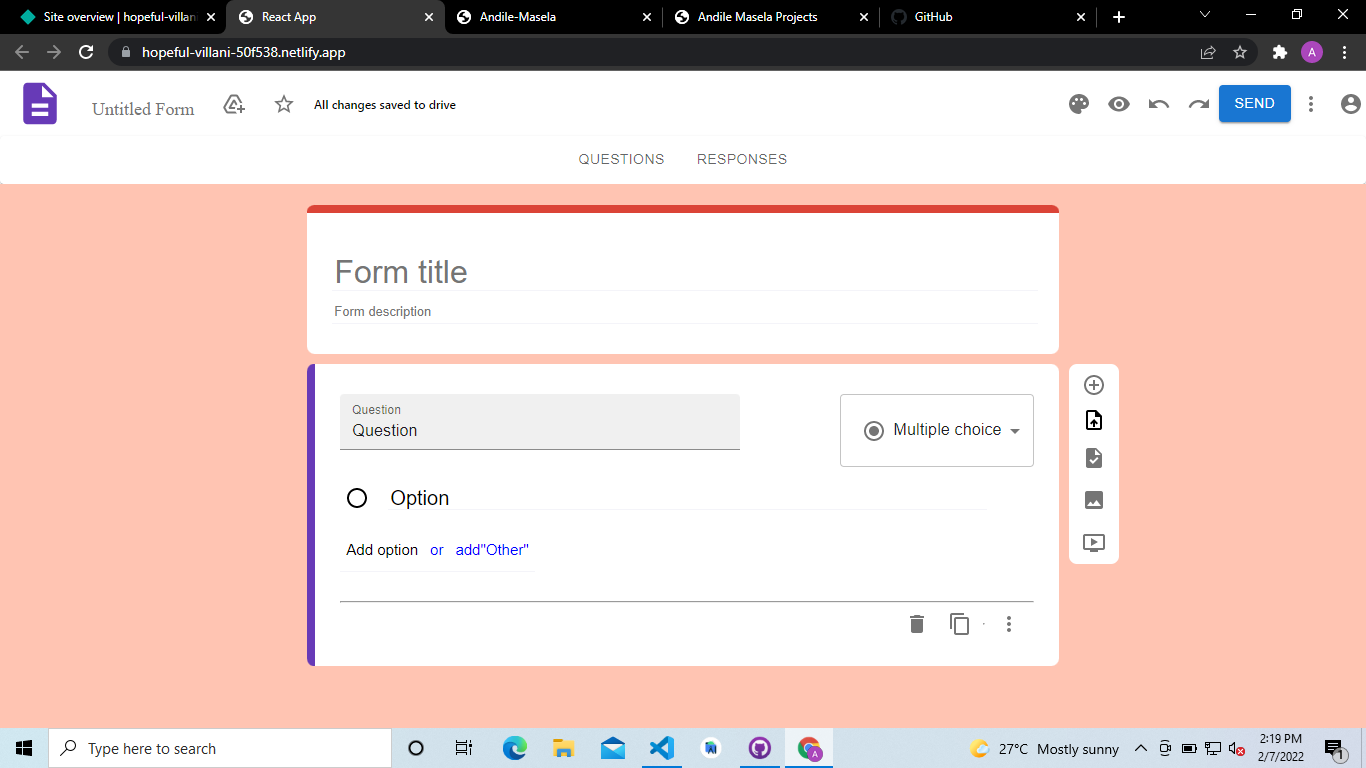 Site overview | hopeful-villan
React App
Andile-Masela
Andile Masela Projects
GitHub
hopeful-villani-50f538.netlify.app
A
Untitled Form
All changes saved to drive
SEND
QUESTIONS
RESPONSES
Form title
Form description
Question
Question
Multiple choice
Option
Add option or add"Other"
Type here to search
A
27°C Mostly sunny
2:19 PM
2/7/2022
1